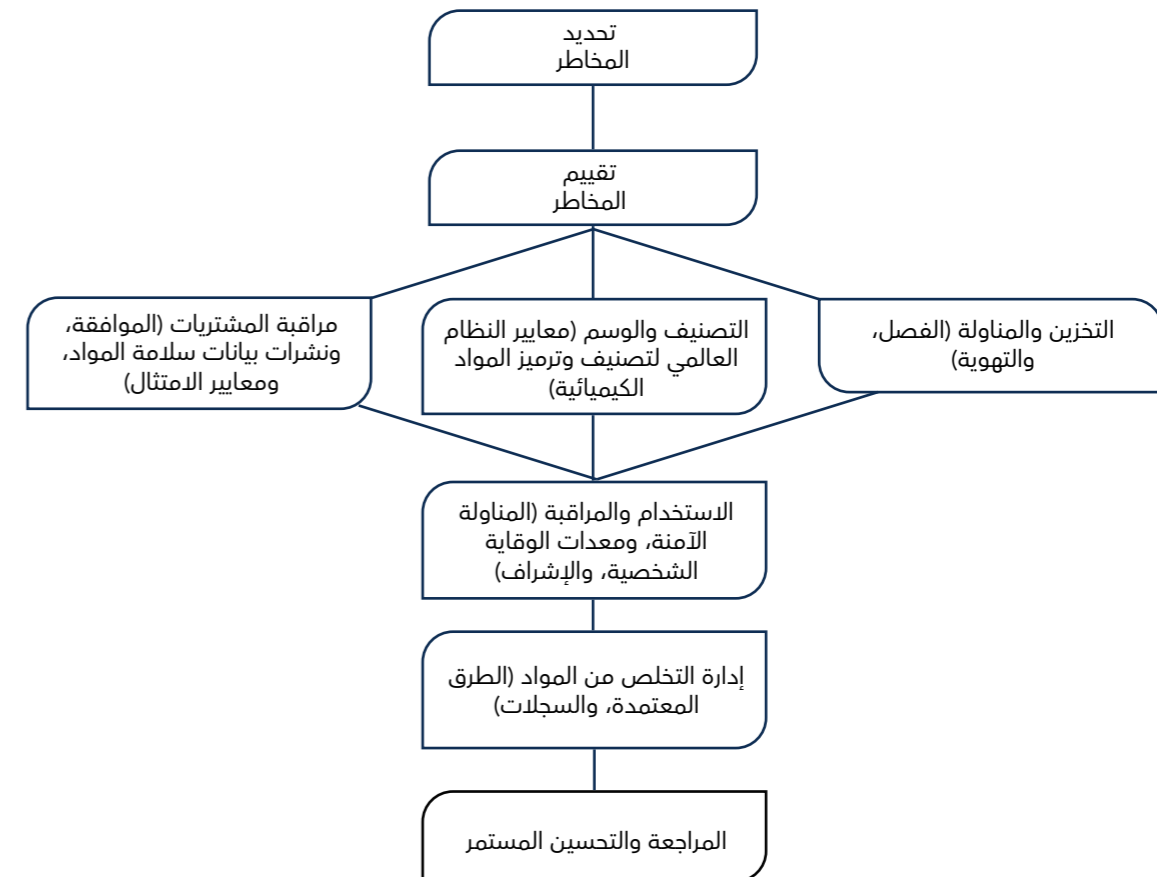 تحديد
المخاطر
تقييم
المخاطر
التخزين والمناولة (الفصل،
والتهوية)
التصنيف والوسم (معايير النظام
العالمي لتصنيف وترميز المواد
الكيميائية)
مراقبة المشتريات (الموافقة،
ونشرات بيانات سلامة المواد،
ومعايير الامتثال)
الاستخدام والمراقبة (المناولة
الآمنة، ومعدات الوقاية
الشخصية، والإشراف)
إدارة التخلص من المواد (الطرق
المعتمدة، والسجلات)
المراجعة والتحسين المستمر